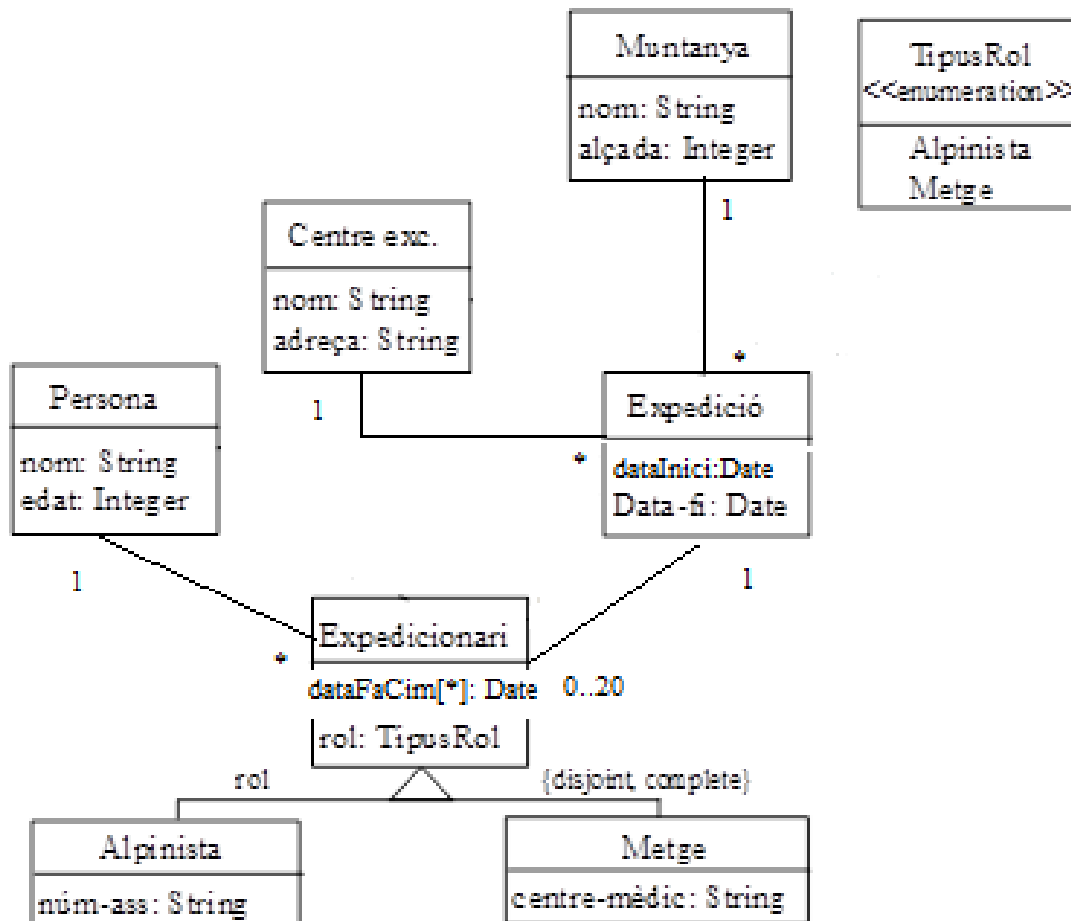 Muntanya
nom: String
alçada: Integer
1
*
TipusRol
<<enumeration>>
Alpinista
Metge
Centre exc.
nom: String
adreça: String
1
*
Expedició
dataInici:Date
Data-fi: Date
1
Persona
nom: String
edat: Integer
1
*
Expedicionari
dataFaCim[*]: Date
0..20
rol: TipusRol
rol
{disjoint, complete}
Alpinista
núm-ass: String
Metge
centre-mèdic: String